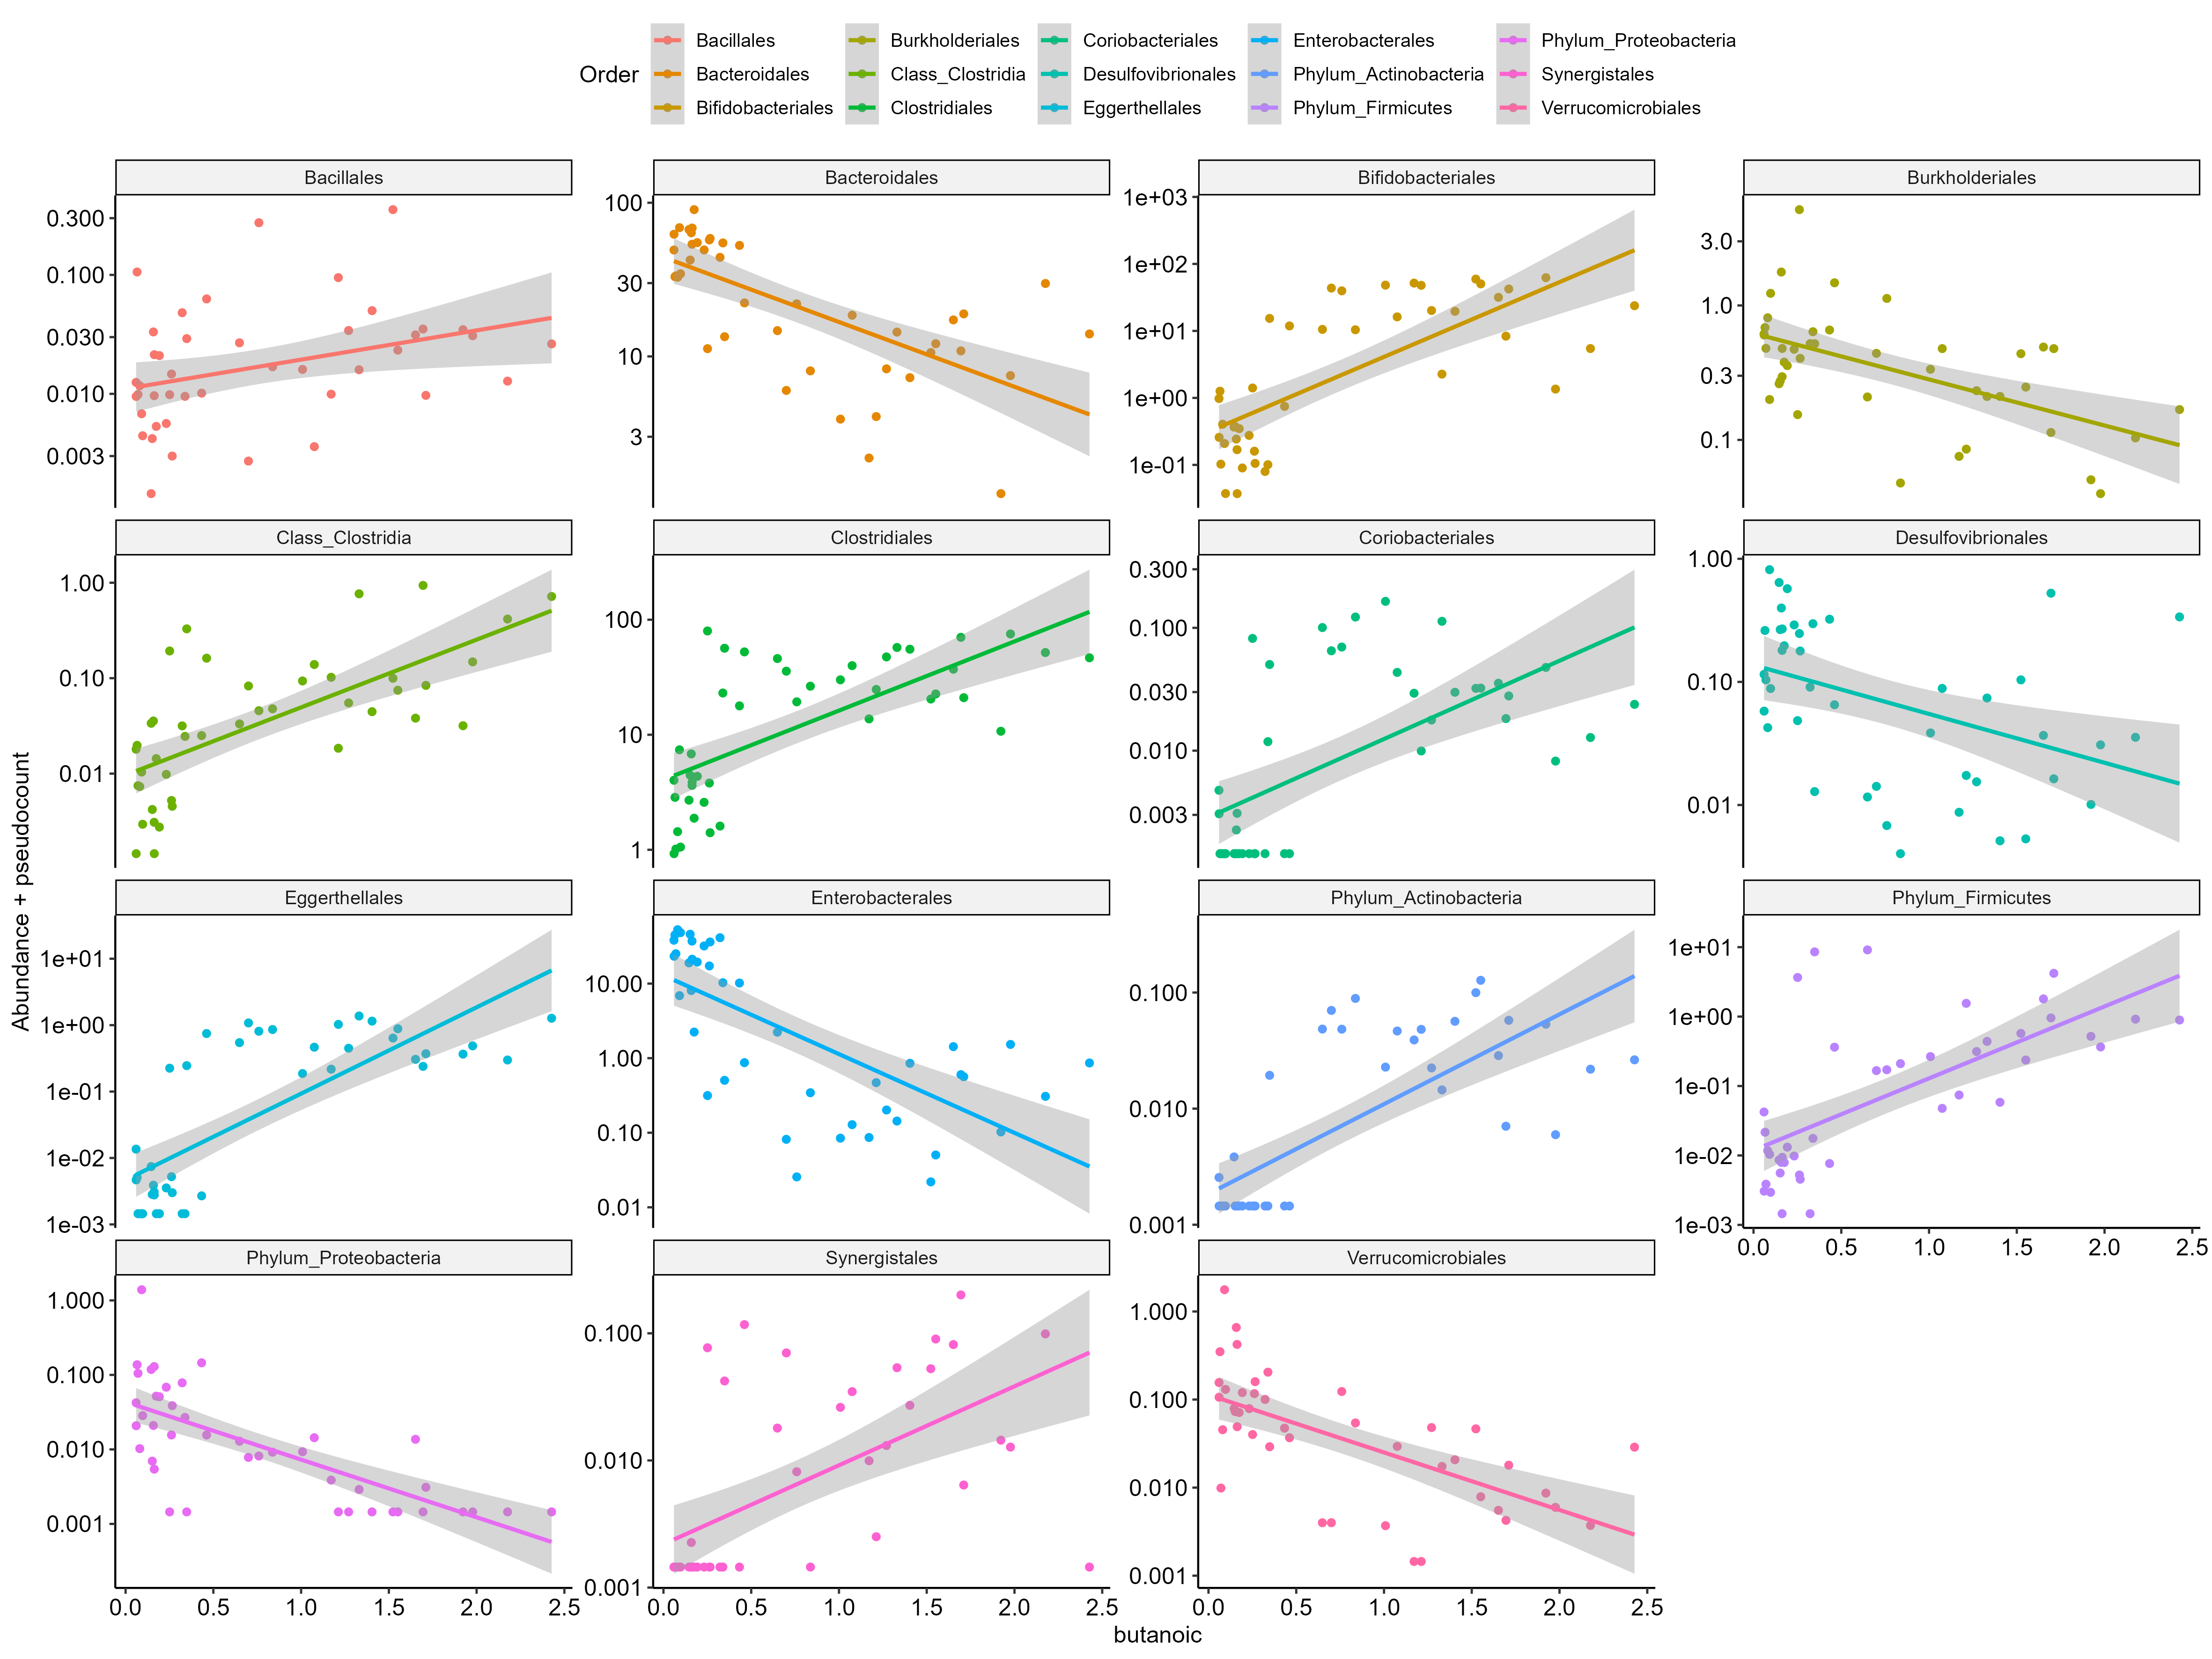 Order
Bacillales
Bacteroidales
Bifidobacteriales
Burkholderiales
Class_Clostridia
Clostridiales
Coriobacteriales
Desulfovibrionales
Eggerthellales
Enterobacterales
Phylum_Actinobacteria
Phylum_Firmicutes
Phylum_Proteobacteria
Synergistales
Verrucomicrobiales
Abundance + pseudocount
Bacillales
0.300
0.100
0.030
0.010
0.003
Bacteroidales
100
30
10
3
Bifidobacteriales
1e+03
1e+02
1e+01
1e+00
1e-01
Burkholderiales
3.0
1.0
0.3
0.1
Class_Clostridia
1.00
0.10
0.01
Clostridiales
100
10
1
Coriobacteriales
0.300
0.100
0.030
0.010
0.003
Desulfovibrionales
1.00
0.10
0.01
Eggerthellales
1e+01
1e+00
1e-01
1e-02
1e-03
Enterobacterales
10.00
1.00
0.10
0.01
Phylum_Actinobacteria
0.100
0.010
0.001
Phylum_Firmicutes
1e+01
1e+00
1e-01
1e-02
1e-03
0.0 0.5 1.0 1.5 2.0 2.5
Phylum_Proteobacteria
1.000
0.100
0.010
0.001
0.0 0.5 1.0 1.5 2.0 2.5
Synergistales
0.100
0.010
0.001
0.0 0.5 1.0 1.5 2.0 2.5
Verrucomicrobiales
1.000
0.100
0.010
0.001
0.0 0.5 1.0 1.5 2.0 2.5
butanoic